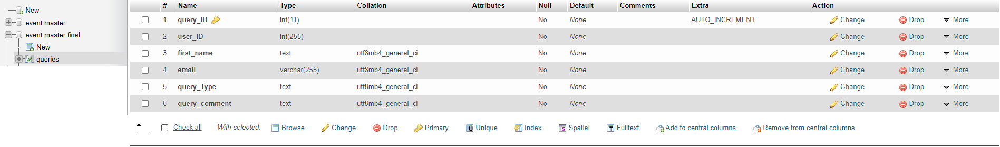 New
event master
event master final
New
queries
# Name Type Collation Attributes Null Default Comments Extra Action
1 query_ID int(11) No None AUTO_INCREMENT Change Drop More
2 user_ID int(255) No None Change Drop More
3 first_name text utf8mb4_general_ci No None Change Drop More
4 email varchar(255) utf8mb4_general_ci No None Change Drop More
5 query_Type text utf8mb4_general_ci No None Change Drop More
6 query_comment text utf8mb4_general_ci No None Change Drop More
Check all With selected: Browse Change Drop Primary Unique Index Spatial Fulltext Add to central columns Remove from central columns